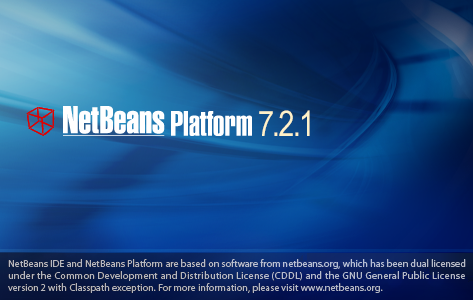 NetBeans Platform 7.2.1
NetBeans IDE and NetBeans Platform are based on software from netbeans.org, which has been dual licensed
under the Common Development and Distribution License (CDDL) and the GNU General Public License
version 2 with Classpath exception. For more information, please visit www.netbeans.org.